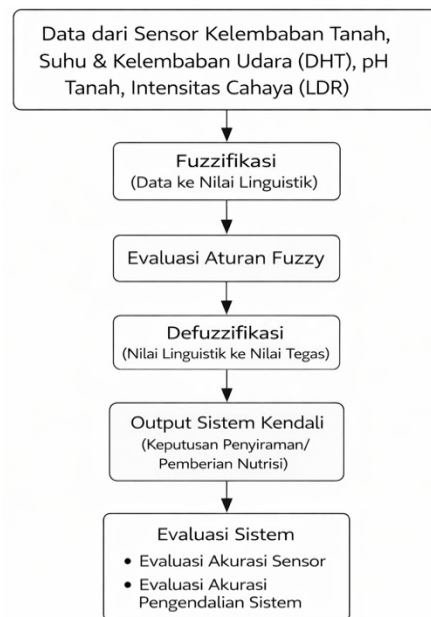 Data dari Sensor Kelembaban Tanah,
Suhu & Kelembaban Udara (DHT), pH
Tanah, Intensitas Cahaya (LDR)
Fuzzifikasi
(Data ke Nilai Linguistik)
Evaluasi Aturan Fuzzy
Defuzzifikasi
(Nilai Linguistik ke Nilai Tegas)
Output Sistem Kendali
(Keputusan Penyiraman/
Pemberian Nutrisi)
Evaluasi Sistem
• Evaluasi Akurasi Sensor
• Evaluasi Akurasi
Pengendalian Sistem